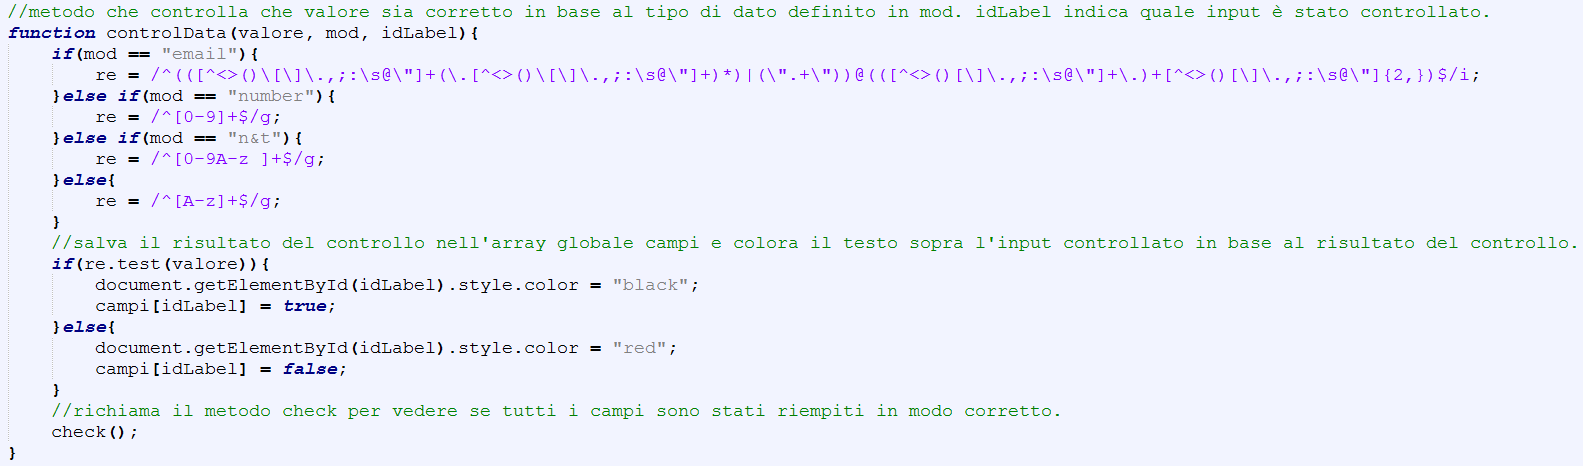 //metodo che controlla che valore sia corretto in base al tipo di dato definito in mod. idLabel indica quale input è stato controllato.
function controlData(valore, mod, idLabel){
    if(mod == "email"){
        re = /^(([^<>()\[\]\.,;:\s@\"]+(\.[^<>()\[\]\.,;:\s@\"]+)*)|(\".+\"))@(([^<>()[\]\.,;:\s@\"]+\.)+[^<>()[\]\.,;:\s@\"]{2,})$/i;
    }else if(mod == "number"){
        re = /^[0-9]+$/g;
    }else if(mod == "n&t"){
        re = /^[0-9A-z ]+$/g;
    }else{
        re = /^[A-z]+$/g;
    }
    //salva il risultato del controllo nell'array globale campi e colora il testo sopra l'input controllato in base al risultato del controllo.
    if(re.test(valore)){
        document.getElementById(idLabel).style.color = "black";
        campi[idLabel] = true;
    }else{
        document.getElementById(idLabel).style.color = "red";
        campi[idLabel] = false;
    }
    //richiama il metodo check per vedere se tutti i campi sono stati riempiti in modo corretto.
    check();
}